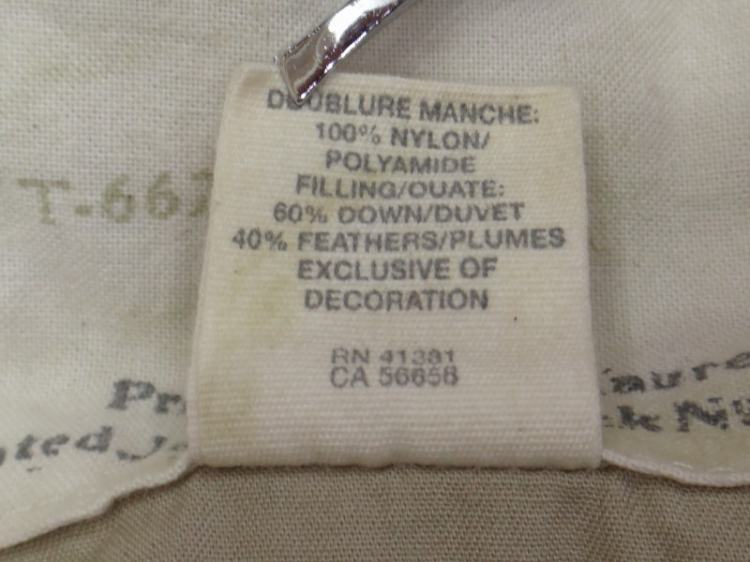 DOUBLURE MANCHE:
100% NYLON/
POLYAMIDE
FILLING/OUATE:
60% DOWN/DUVET
40% FEATHERS/PLUMES
EXCLUSIVE OF
DECORATION
RN 41381
CA 56656